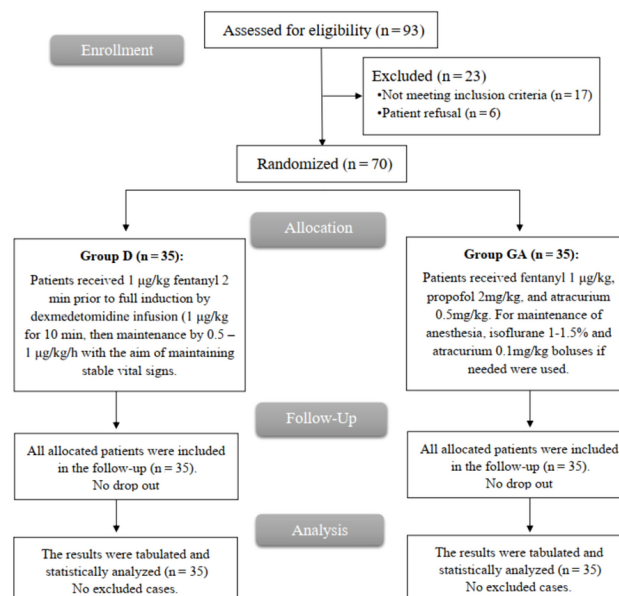 Assessed for eligibility (n=93)
Enrollment
Excluded (n=23)
•Not meeting inclusion criteria (n=17)
•Patient refusal (n=6)
Randomized (n=70)
Allocation
Group D (n=35):
Patients received 1 μg/kg fentanyl 2
min prior to full induction by
dexmedetomidine infusion (1 μg/kg
for 10 min, then maintenance by 0.5 –
1 μg/kg/h with the aim of maintaining
stable vital signs.
Group GA (n=35):
Patients received fentanyl 1 μg/kg,
propofol 2mg/kg, and atracurium
0.5mg/kg. For maintenance of
anesthesia, isoflurane 1-1.5% and
atracurium 0.1mg/kg boluses if
needed were used.
Follow-Up
All allocated patients were included
in the follow-up (n=35).
No drop out
All allocated patients were included
in the follow-up (n=35).
No drop out
Analysis
The results were tabulated and
statistically analyzed (n=35)
No excluded cases.
The results were tabulated and
statistically analyzed (n=35)
No excluded cases.